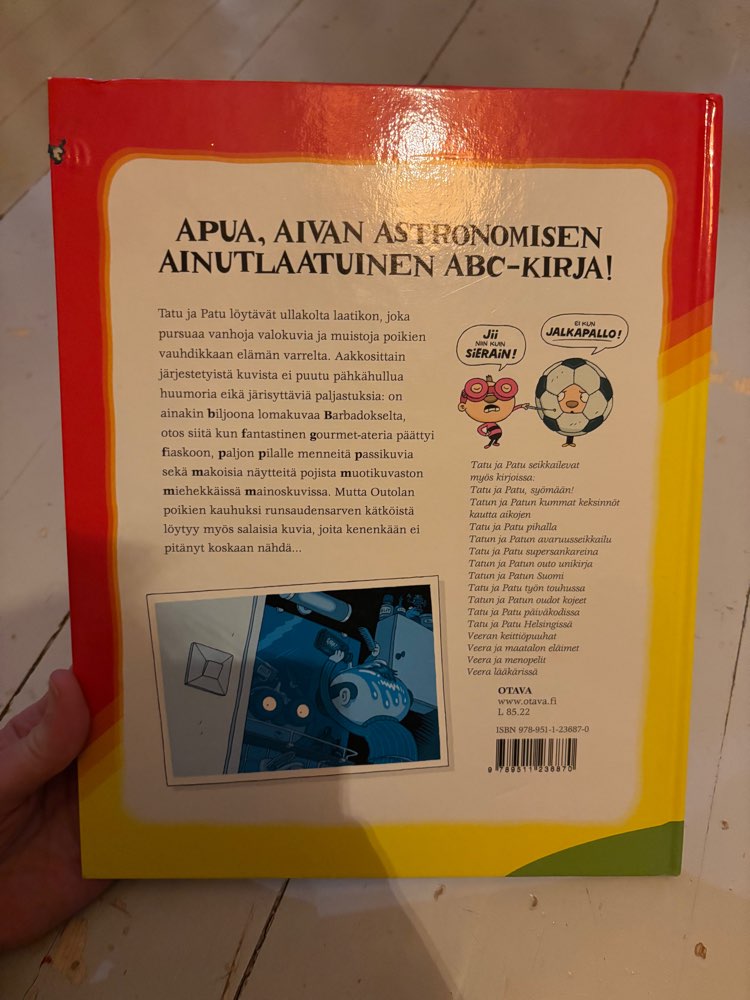 APUA, AIVAN ASTRONOMISEN
AINUTLAATUINEN ABC-KIRJA!
Tatu ja Patu löytävät ullakolta laatikon, joka
pursuaa vanhoja valokuvia ja muistoja poikien
vauhdikkaan elämän varrelta. Aakkosittain
järjestetyistä kuvista ei puutu pähkähullua
huumoria eikä järisyttäviä paljastuksia: on
ainakin biljoona lomakuvaa Barbadokselta,
otos siitä kun fantastinen gourmet-ateria päättyi
fiaskoon, paljon pilalle menneitä passikuvia
sekä makoisia näytteitä pojista muotikuvaston
miehekkäissä mainoskuvissa. Mutta Outolan
poikien kauhuksi runsaudensarven kätköistä
löytyy myös salaisia kuvia, joita kenenkään ei
pitänyt koskaan nähdä...
Jii
NIIN KUIN
SIERAIN!
EI KUN
JALKAPALLO!
Tatu ja Patu seikkailevat
myös kirjoissa:
Tatu ja Patu, syömään!
Tatun ja Patun kummat keksinnöt
kautta aikojen
Tatu ja Patu pihalla
Tatun ja Patun avaruusseikkailu
Tatu ja Patu supersankareina
Tatun ja Patun outo unikirja
Tatun ja Patun Suomi
Tatu ja Patu työn touhussa
Tatun ja Patun oudot kojeet
Tatu ja Patu päiväkodissa
Tatu ja Patu Helsingissä
Veeran keittiöpuuhat
Veera ja maatalon eläimet
Veera ja menopelit
Veera lääkärissä
OTAVA
www.otava.fi
L 85.22
ISBN 978-951-1-23687-0
9 789511 236870